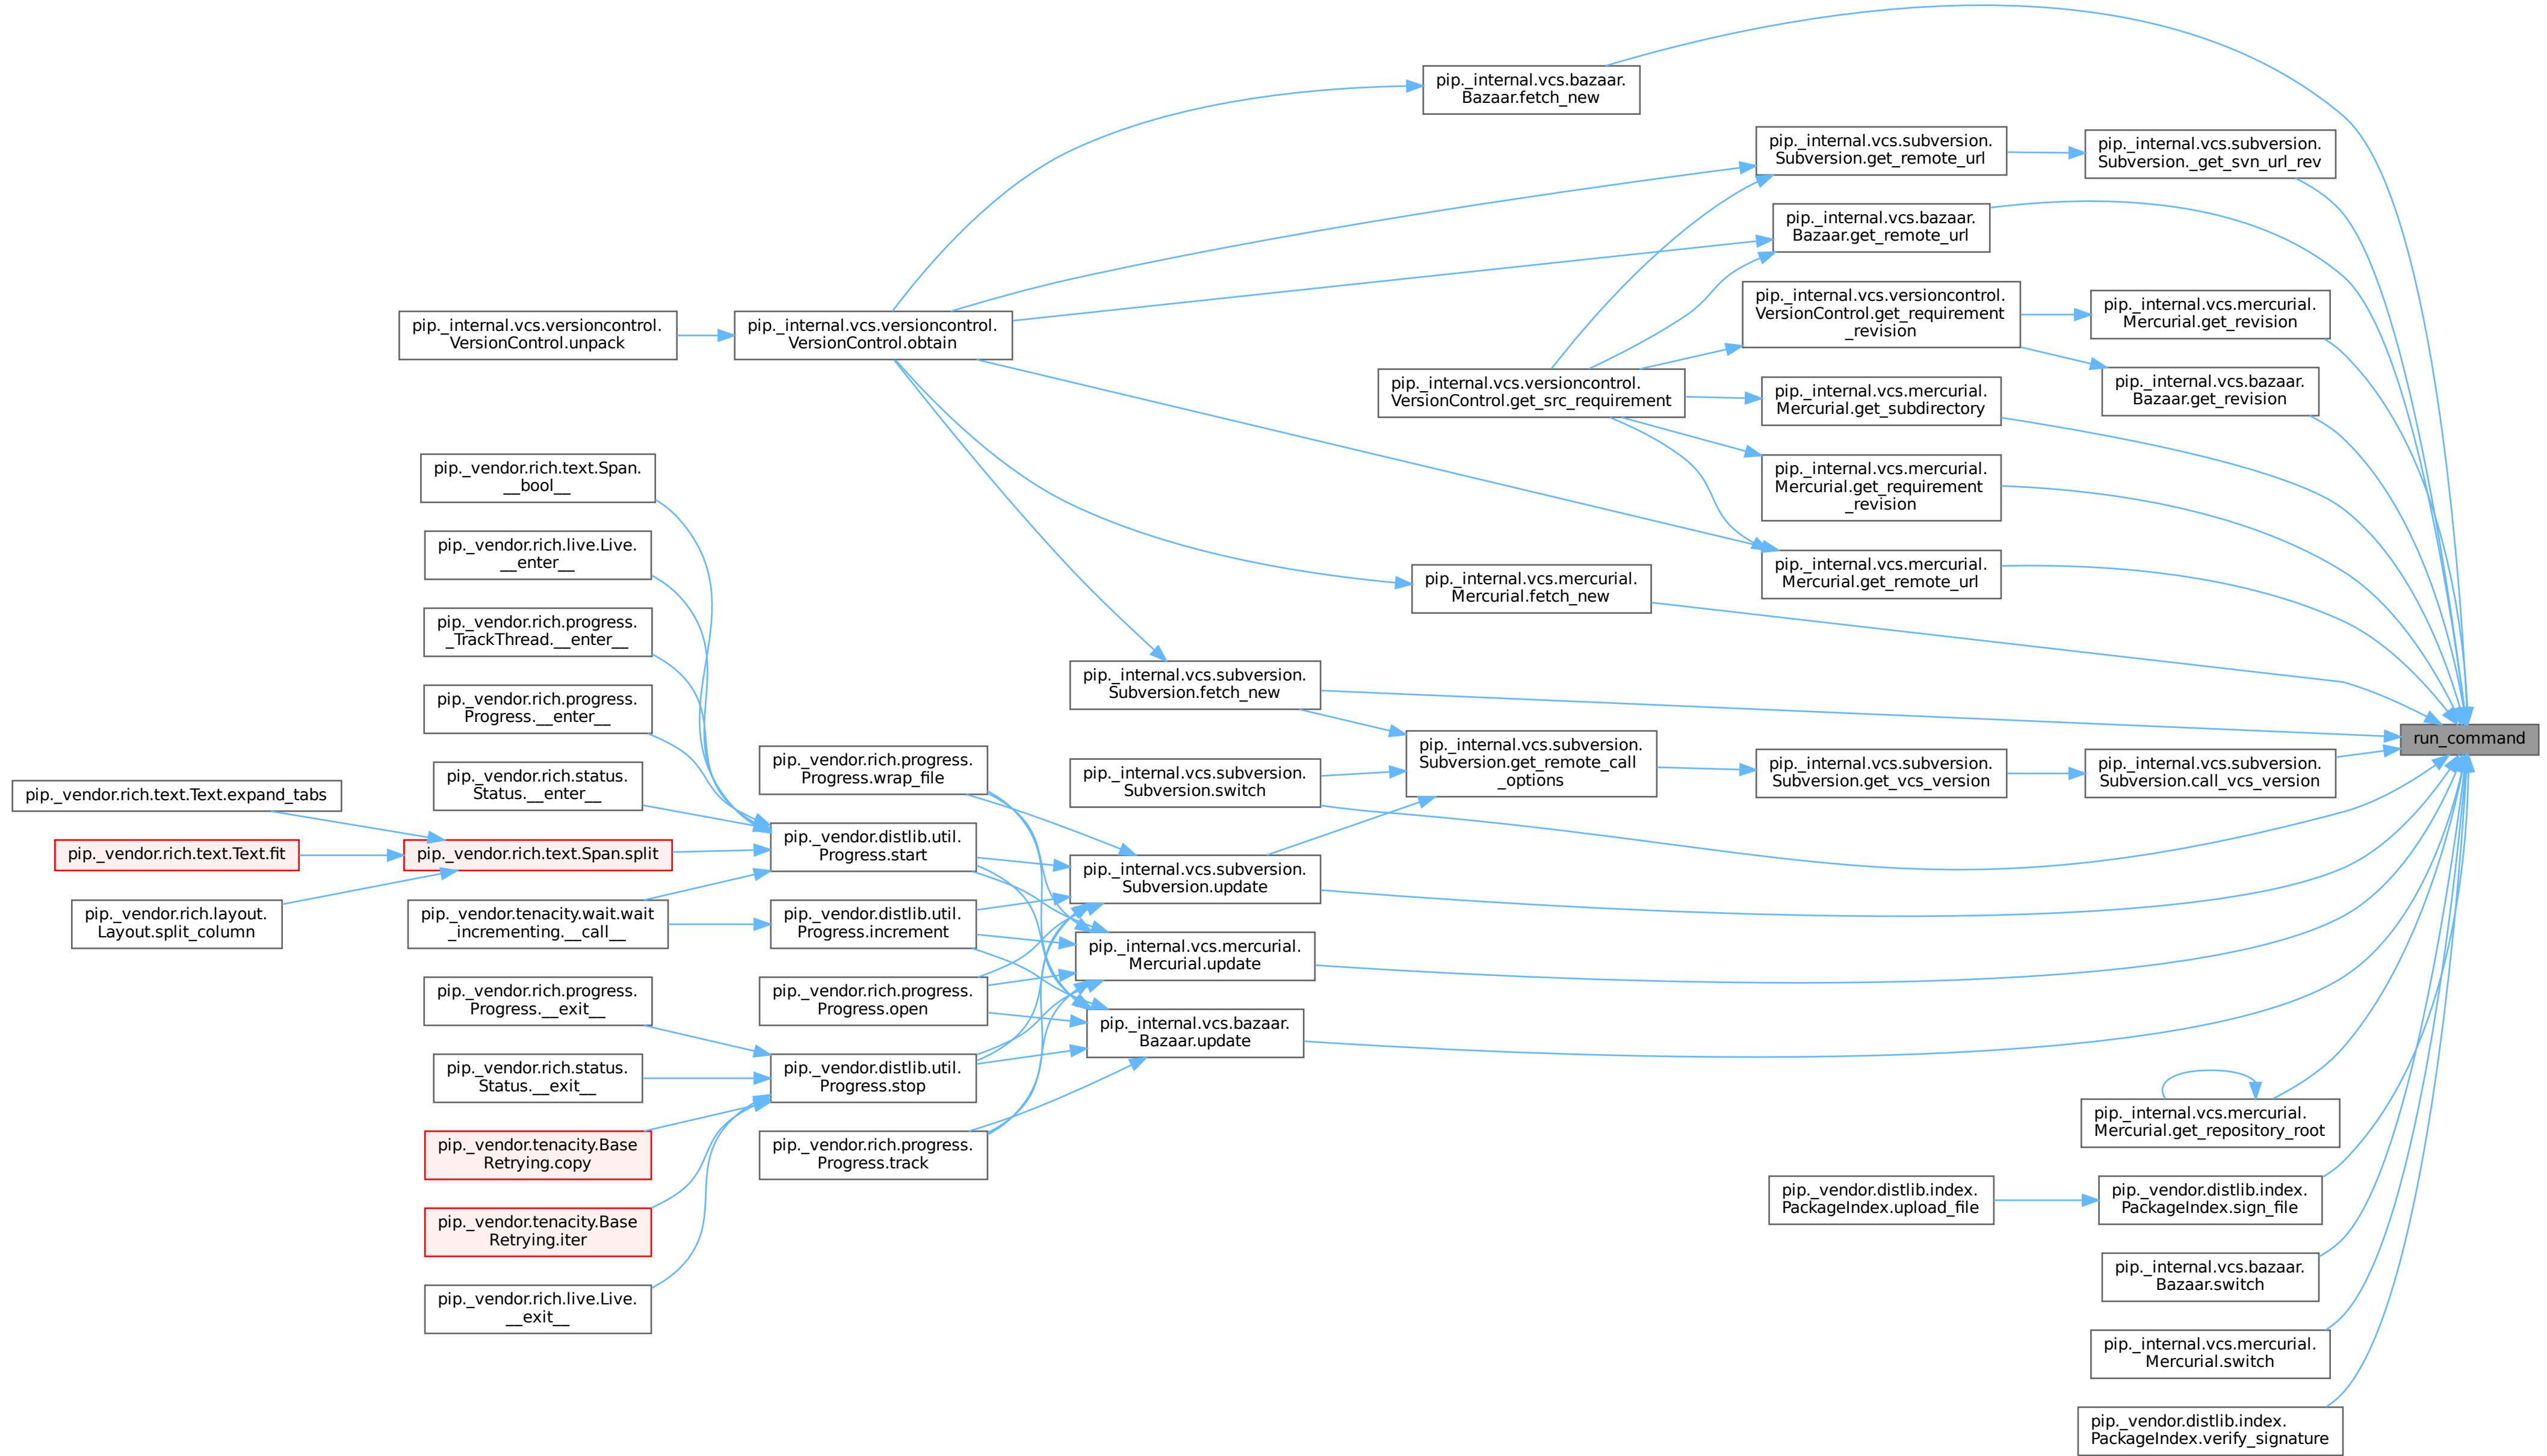 pip._internal.vcs.bazaar.
Bazaar.fetch_new
pip._internal.vcs.subversion.
Subversion.get_remote_url
pip._internal.vcs.subversion.
Subversion._get_svn_url_rev
pip._internal.vcs.bazaar.
Bazaar.get_remote_url
pip._internal.vcs.versioncontrol.
VersionControl.get_requirement
_revision
pip._internal.vcs.mercurial.
Mercurial.get_revision
pip._internal.vcs.versioncontrol.
VersionControl.unpack
pip._internal.vcs.versioncontrol.
VersionControl.obtain
pip._internal.vcs.versioncontrol.
VersionControl.get_src_requirement
pip._internal.vcs.mercurial.
Mercurial.get_subdirectory
pip._internal.vcs.bazaar.
Bazaar.get_revision
pip._vendor.rich.text.Span.
__bool__
pip._internal.vcs.mercurial.
Mercurial.get_requirement
_revision
pip._vendor.rich.live.Live.
__enter__
pip._internal.vcs.mercurial.
Mercurial.fetch_new
pip._internal.vcs.mercurial.
Mercurial.get_remote_url
pip._vendor.rich.progress.
_TrackThread.__enter__
pip._internal.vcs.subversion.
Subversion.fetch_new
pip._vendor.rich.progress.
Progress.__enter__
run_command
pip._vendor.rich.progress.
Progress.wrap_file
pip._internal.vcs.subversion.
Subversion.switch
pip._internal.vcs.subversion.
Subversion.get_remote_call
_options
pip._internal.vcs.subversion.
Subversion.get_vcs_version
pip._internal.vcs.subversion.
Subversion.call_vcs_version
pip._vendor.rich.status.
Status.__enter__
pip._vendor.rich.text.Text.expand_tabs
pip._vendor.rich.text.Text.fit
pip._vendor.rich.text.Span.split
pip._vendor.distlib.util.
Progress.start
pip._internal.vcs.subversion.
Subversion.update
pip._vendor.rich.layout.
Layout.split_column
pip._vendor.tenacity.wait.wait
_incrementing.__call__
pip._vendor.distlib.util.
Progress.increment
pip._internal.vcs.mercurial.
Mercurial.update
pip._vendor.rich.progress.
Progress.__exit__
pip._vendor.rich.progress.
Progress.open
pip._internal.vcs.bazaar.
Bazaar.update
pip._vendor.rich.status.
Status.__exit__
pip._vendor.distlib.util.
Progress.stop
pip._internal.vcs.mercurial.
Mercurial.get_repository_root
pip._vendor.tenacity.Base
Retrying.copy
pip._vendor.rich.progress.
Progress.track
pip._vendor.distlib.index.
PackageIndex.upload_file
pip._vendor.distlib.index.
PackageIndex.sign_file
pip._vendor.tenacity.Base
Retrying.iter
pip._internal.vcs.bazaar.
Bazaar.switch
pip._vendor.rich.live.Live.
__exit__
pip._internal.vcs.mercurial.
Mercurial.switch
pip._vendor.distlib.index.
PackageIndex.verify_signature